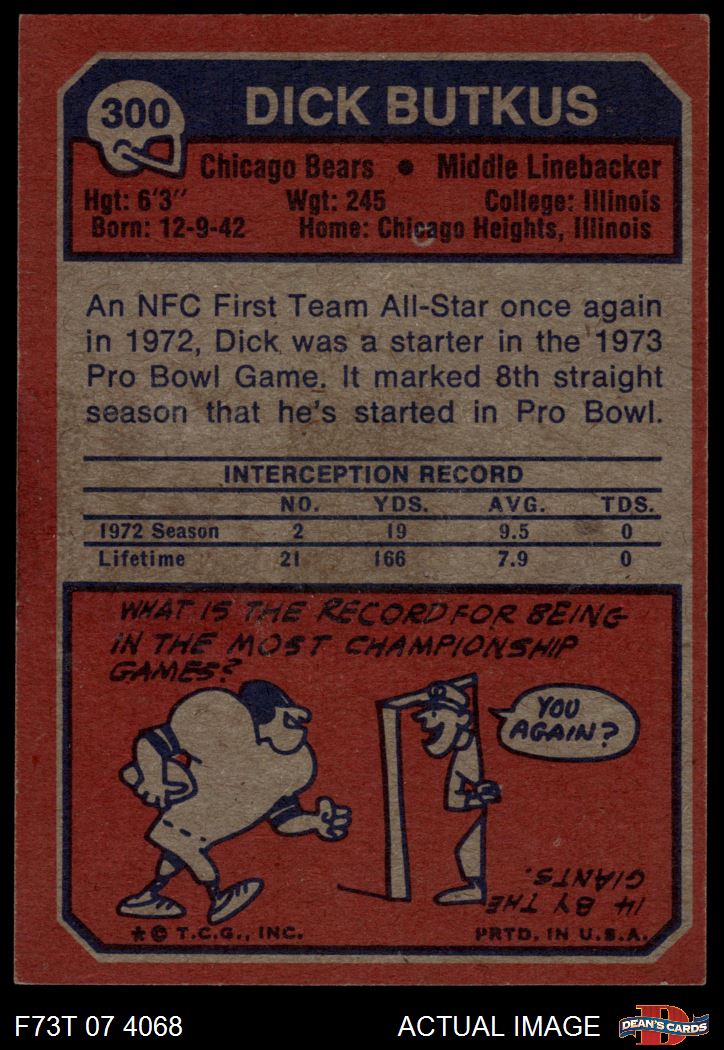 300
DICK BUTKUS
Chicago Bears ● Middle Linebacker
Hgt: 6'3" Wgt: 245 College: Illinois
Born: 12-9-42 Home: Chicago Heights, Illinois
An NFC First Team All-Star once again
in 1972, Dick was a starter in the 1973
Pro Bowl Game. It marked 8th straight
season that he's started in Pro Bowl.
INTERCEPTION RECORD
NO. YDS. AVG. TDS.
1972 Season 2 19 9.5 0
Lifetime 21 166 7.9 0
WHAT IS THE RECORD FOR BEING
IN THE MOST CHAMPIONSHIP
GAMES?
YOU
AGAIN?
14 BY THE
GIANTS.
★ © T.C.G., INC. PRTD. IN U.S.A.
F73T 07 4068 ACTUAL IMAGE
D
DEAN'S CARDS